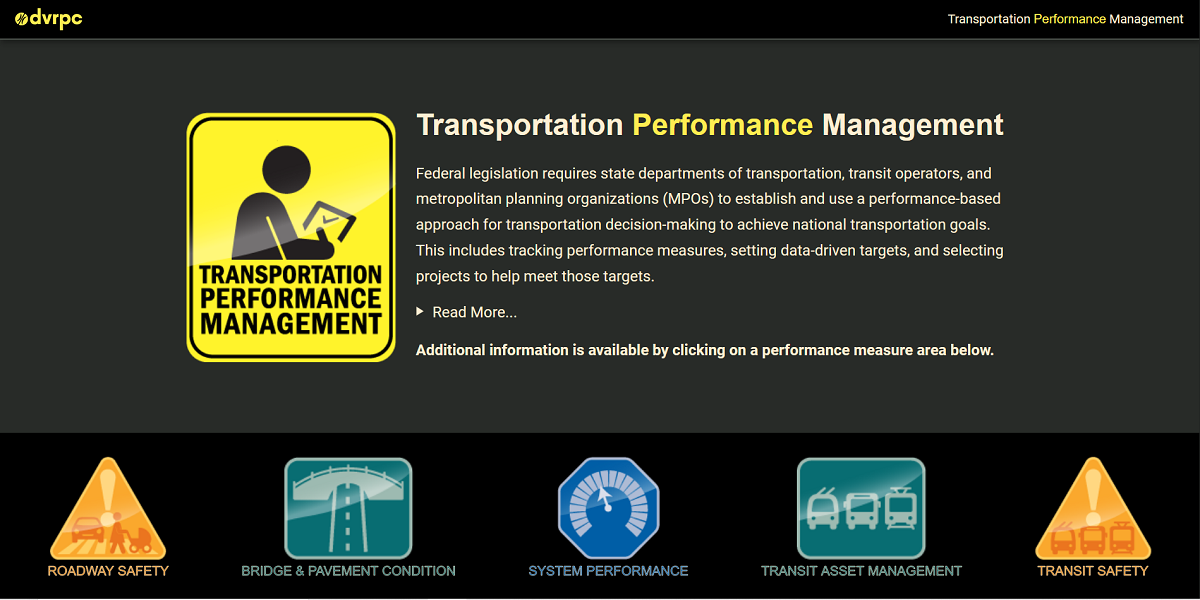 dvrpc
Transportation Performance Management
Transportation Performance Management
TRANSPORTATION
PERFORMANCE
MANAGEMENT
Federal legislation requires state departments of transportation, transit operators, and
metropolitan planning organizations (MPOs) to establish and use a performance-based
approach for transportation decision-making to achieve national transportation goals.
This includes tracking performance measures, setting data-driven targets, and selecting
projects to help meet those targets.
Read More...
Additional information is available by clicking on a performance measure area below.
ROADWAY SAFETY
BRIDGE & PAVEMENT CONDITION
SYSTEM PERFORMANCE
TRANSIT ASSET MANAGEMENT
TRANSIT SAFETY